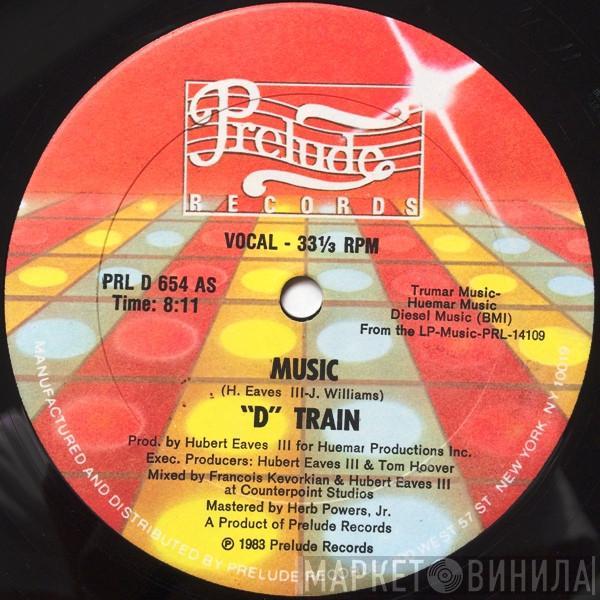 Prelude
RECORDS
VOCAL - 33⅓ RPM
PRL D 654 AS
Time: 8:11
Trumar Music-
Huemar Music
Diesel Music (BMI)
From the LP-Music-PRL-14109
MUSIC
(H. Eaves III-J. Williams)
"D" TRAIN
Prod. by Hubert Eaves III for Huemar Productions Inc.
Exec. Producers: Hubert Eaves III & Tom Hoover
Mixed by Francois Kevorkian & Hubert Eaves III
at Counterpoint Studios
Mastered by Herb Powers, Jr.
A Product of Prelude Records
℗ 1983 Prelude Records
MANUFACTURED AND DISTRIBUTED BY PRELUDE WEST 57 ST. NEW YORK, NY 10019
МАРКЕТ ВИНИЛА